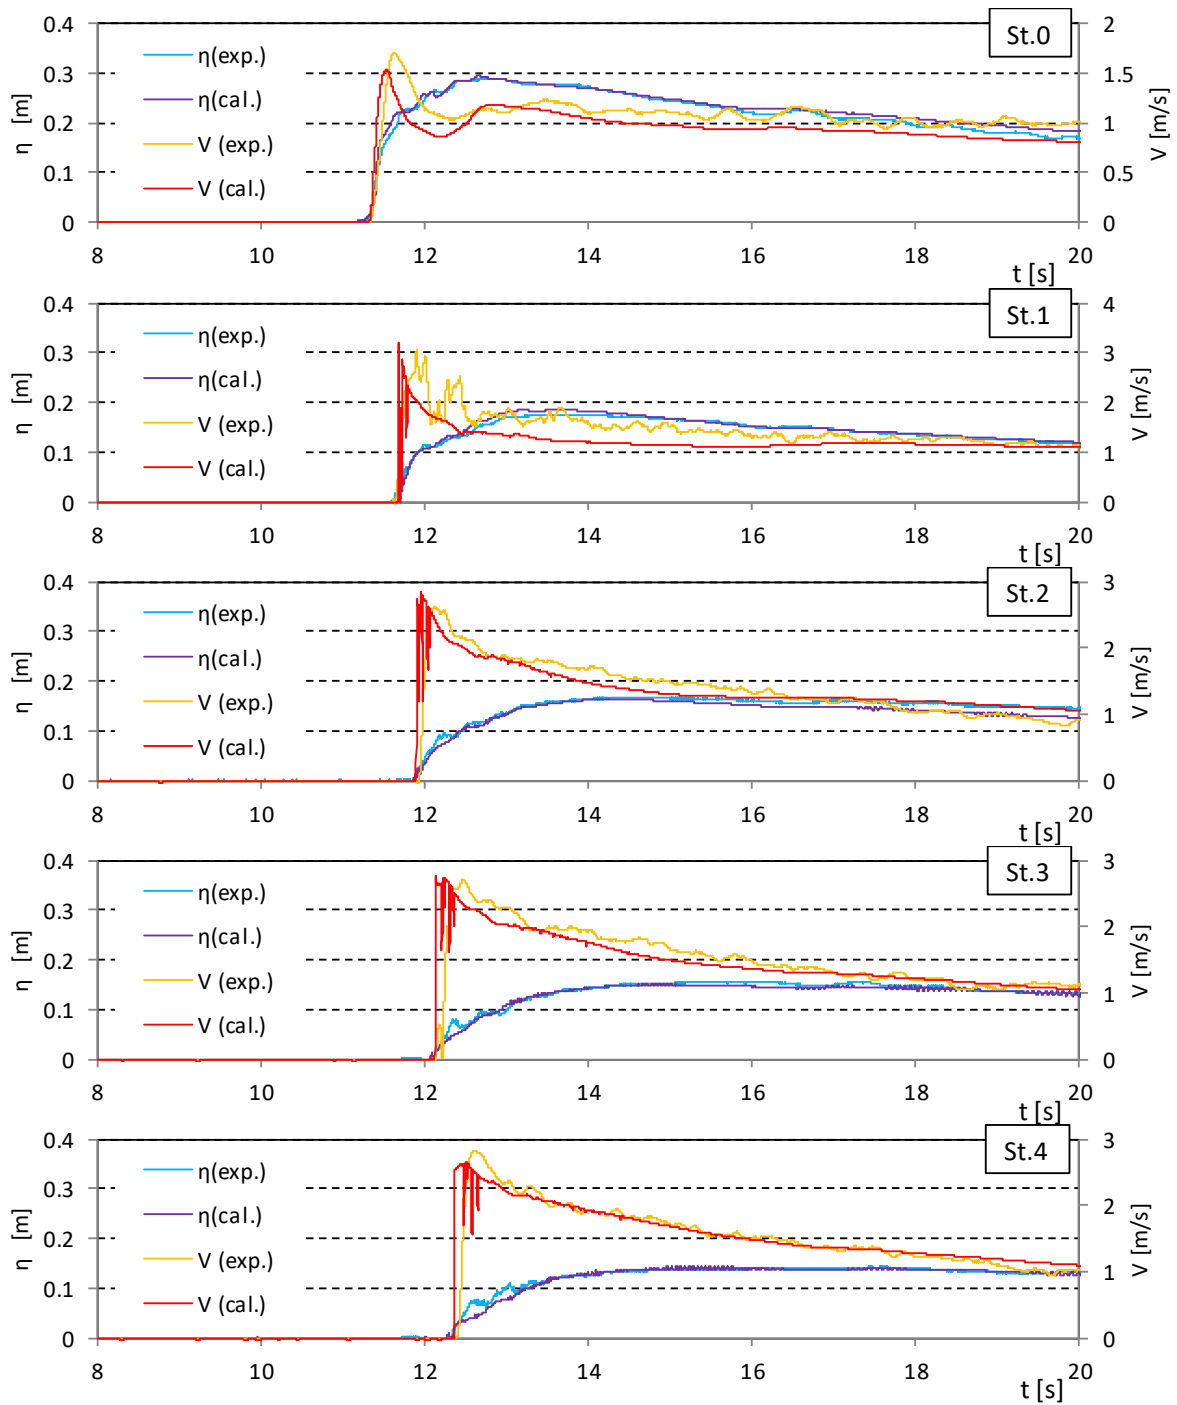 0.4
0.3
0.2
0.1
0
η [m]
η(exp.)
η(cal.)
V (exp.)
V (cal.)
St.0
2
1.5
1
0.5
0
V [m/s]
8 10 12 14 16 18 20
t [s]
0.4
0.3
0.2
0.1
0
η [m]
η(exp.)
η(cal.)
V (exp.)
V (cal.)
St.1
4
3
2
1
0
V [m/s]
8 10 12 14 16 18 20
t [s]
0.4
0.3
0.2
0.1
0
η [m]
η(exp.)
η(cal.)
V (exp.)
V (cal.)
St.2
3
2
1
0
V [m/s]
8 10 12 14 16 18 20
t [s]
0.4
0.3
0.2
0.1
0
η [m]
η(exp.)
η(cal.)
V (exp.)
V (cal.)
St.3
3
2
1
0
V [m/s]
8 10 12 14 16 18 20
t [s]
0.4
0.3
0.2
0.1
0
η [m]
η(exp.)
η(cal.)
V (exp.)
V (cal.)
St.4
3
2
1
0
V [m/s]
8 10 12 14 16 18 20
t [s]